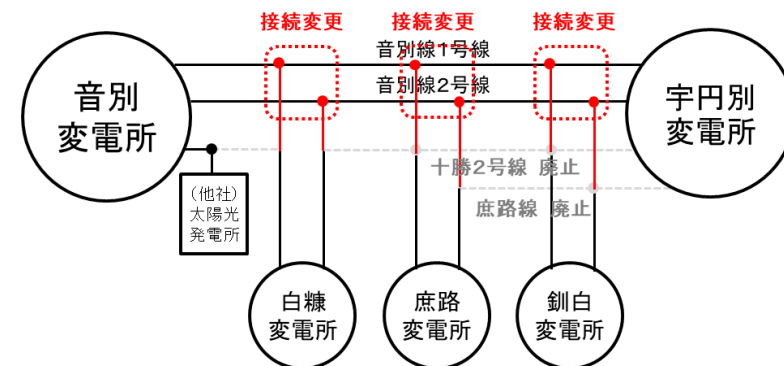 接続変更
接続変更
接続変更
音別線1号線
音別線2号線
音別
変電所
宇円別
変電所
十勝2号線 廃止
庶路線 廃止
(他社)
太陽光
発電所
白糠
変電所
庶路
変電所
釧白
変電所